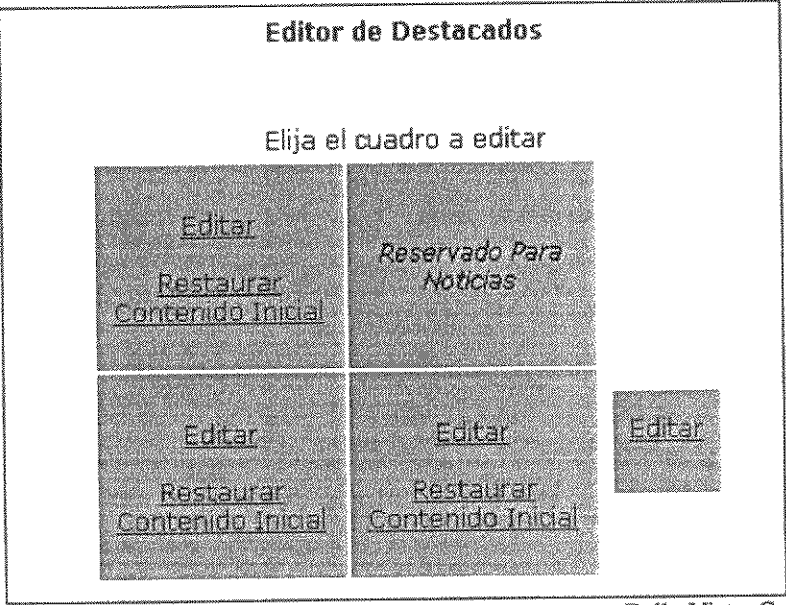 Editor de Destacados
Elija el cuadro a editar
Editar
Restaurar
Contenido Inicial
Reservado Para
Noticias
Editar
Restaurar
Contenido Inicial
Editar
Restaurar
Contenido Inicial
Editar